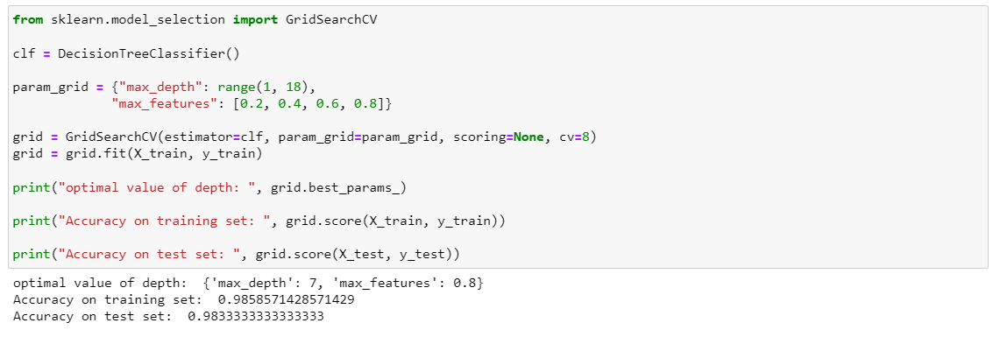 from sklearn.model_selection import GridSearchCV
clf = DecisionTreeClassifier()
param_grid = {"max_depth": range(1, 18),
"max_features": [0.2, 0.4, 0.6, 0.8]}
grid = GridSearchCV(estimator=clf, param_grid=param_grid, scoring=None, cv=8)
grid = grid.fit(X_train, y_train)
print("optimal value of depth: ", grid.best_params_)
print("Accuracy on training set: ", grid.score(X_train, y_train))
print("Accuracy on test set: ", grid.score(X_test, y_test))
optimal value of depth:  {'max_depth': 7, 'max_features': 0.8}
Accuracy on training set:  0.9858571428571429
Accuracy on test set:  0.9833333333333333